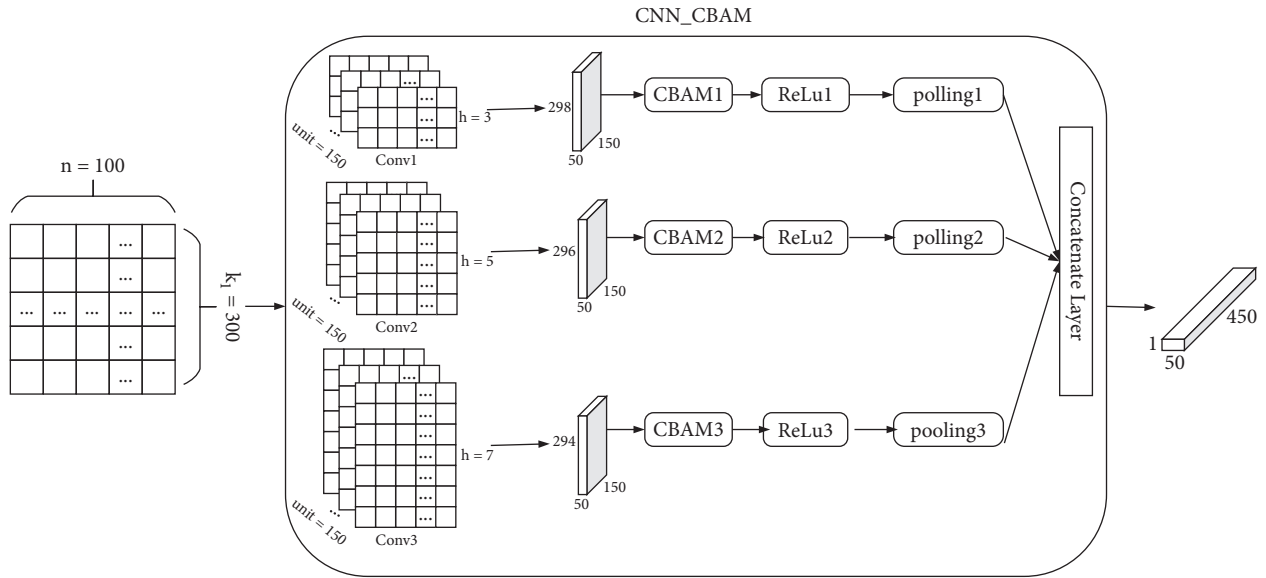 CNN_CBAM
n = 100
...
...
... ... ... ... ...
...
...
k1 = 300
...
...
...
...
...
unit = 150
Conv1
h = 3
298
50
150
CBAM1
ReLu1
polling1
...
...
...
...
...
...
unit = 150
Conv2
h = 5
296
50
150
CBAM2
ReLu2
polling2
...
...
...
...
...
...
...
...
...
unit = 150
Conv3
h = 7
294
50
150
CBAM3
ReLu3
pooling3
Concatenate Layer
1
50
450